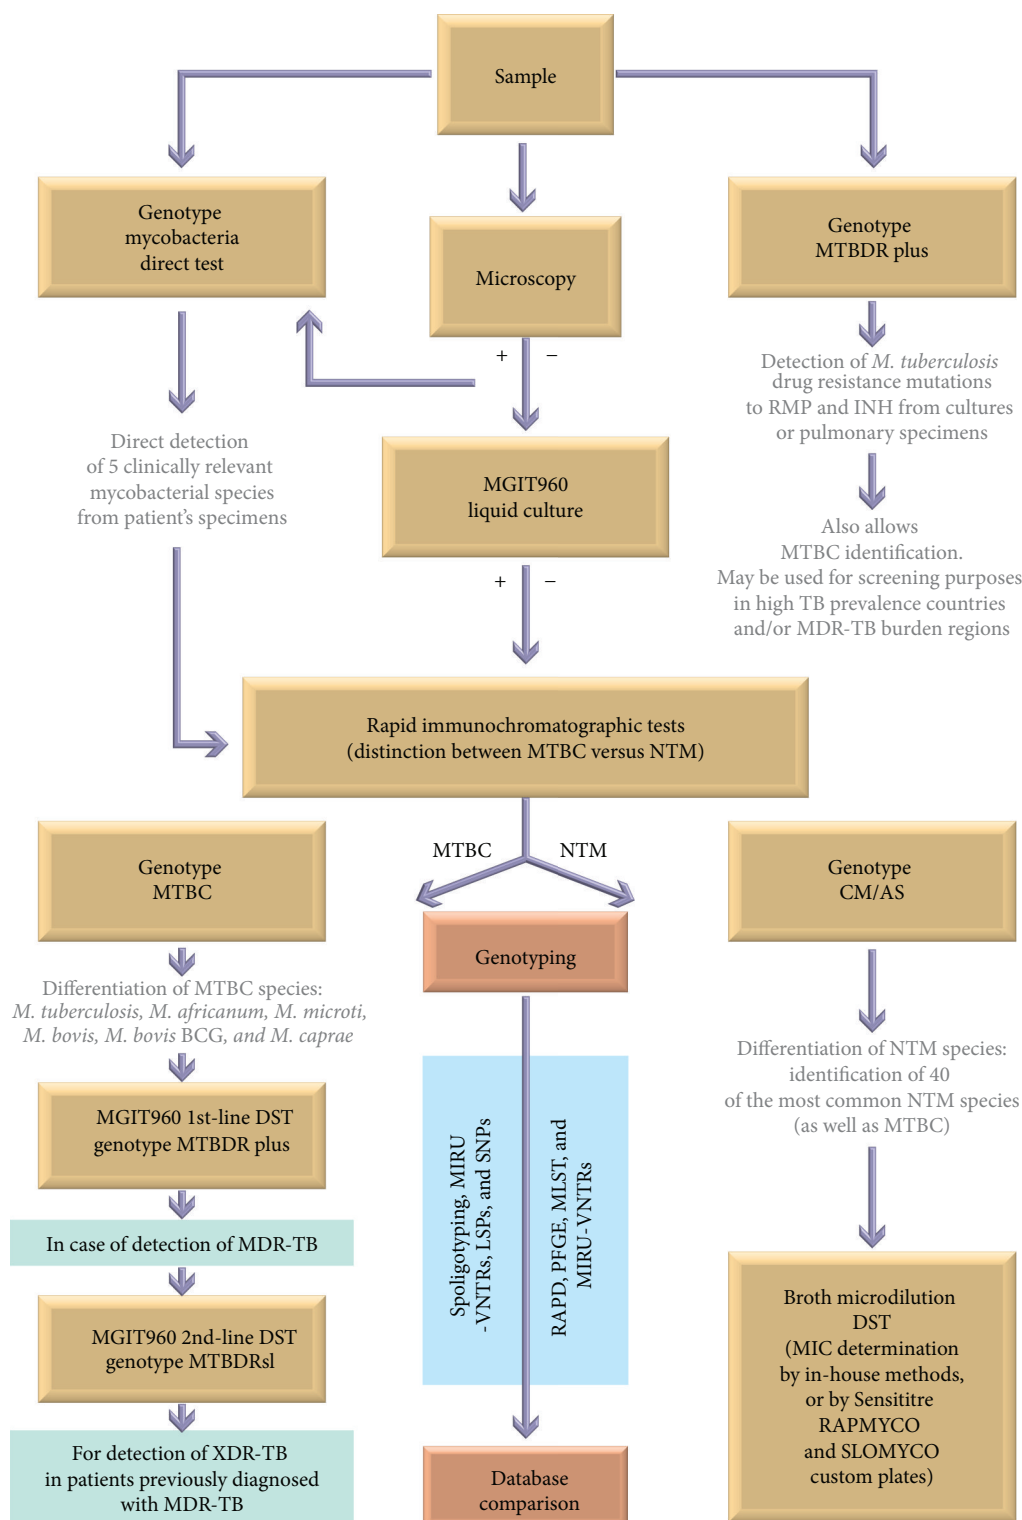 Sample
Genotype
mycobacteria
direct test
Microscopy
Genotype
MTBDR plus
+ −
Detection of M. tuberculosis
drug resistance mutations
to RMP and INH from cultures
or pulmonary specimens
Direct detection
of 5 clinically relevant
mycobacterial species
from patient's specimens
MGIT960
liquid culture
Also allows
MTBC identification.
May be used for screening purposes
in high TB prevalence countries
and/or MDR-TB burden regions
+ −
Rapid immunochromatographic tests
(distinction between MTBC versus NTM)
MTBC NTM
Genotype
MTBC
Genotyping
Genotype
CM/AS
Differentiation of MTBC species:
M. tuberculosis, M. africanum, M. microti,
M. bovis, M. bovis BCG, and M. caprae
Differentiation of NTM species:
identification of 40
of the most common NTM species
(as well as MTBC)
MGIT960 1st-line DST
genotype MTBDR plus
Spoligotyping, MIRU
-VNTRs, LSPs, and SNPs
RAPD, PFGE, MLST, and
MIRU-VNTRs
In case of detection of MDR-TB
MGIT960 2nd-line DST
genotype MTBDRsl
Broth microdilution
DST
(MIC determination
by in-house methods,
or by Sensititre
RAPMYCO
and SLOMYCO
custom plates)
For detection of XDR-TB
in patients previously diagnosed
with MDR-TB
Database
comparison